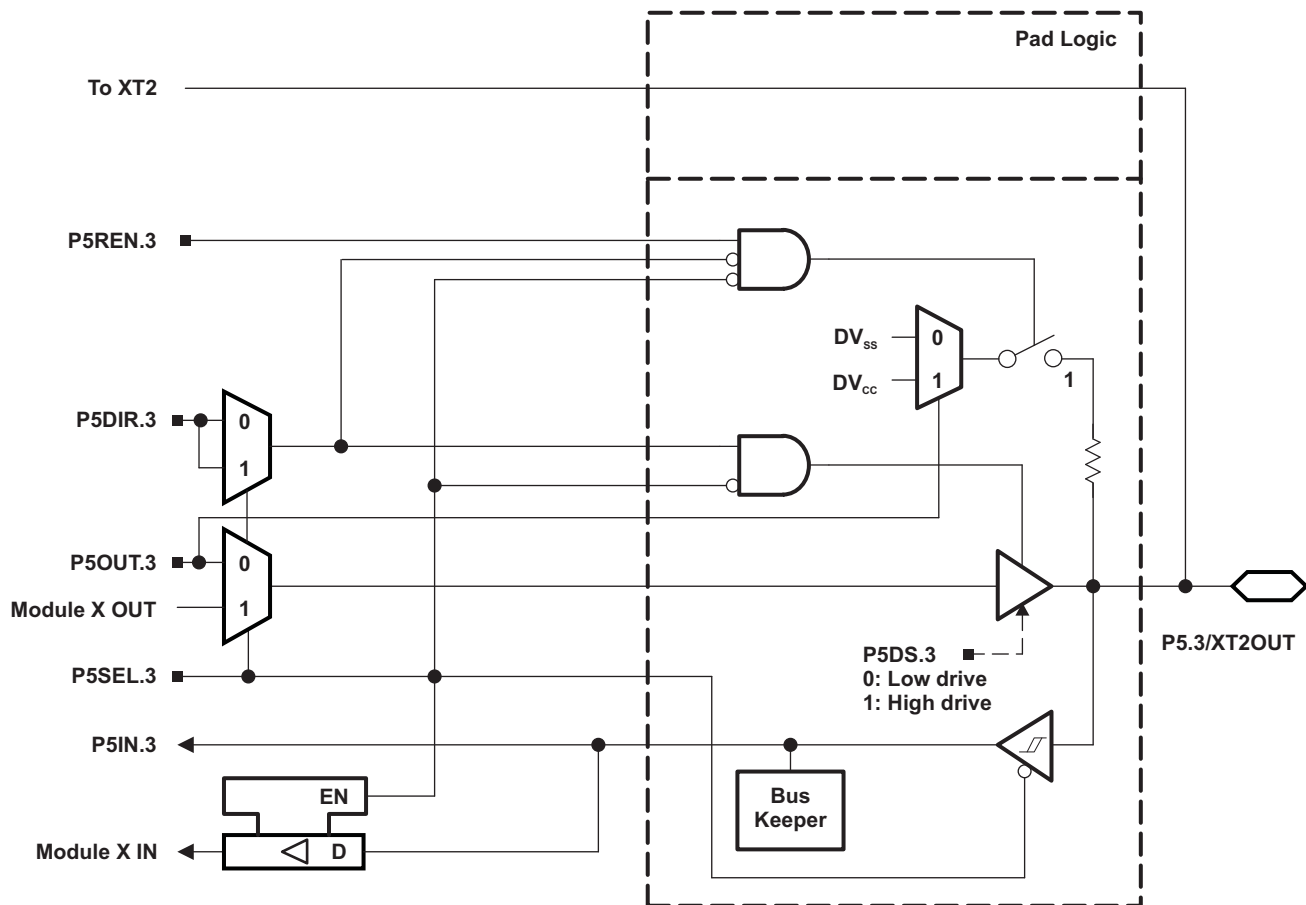 Pad Logic
To XT2
P5REN.3
DVss
0
DVcc
1
1
P5DIR.3
0
1
P5OUT.3
0
Module X OUT
1
P5SEL.3
P5DS.3
0: Low drive
1: High drive
P5.3/XT2OUT
P5IN.3
Bus
Keeper
EN
Module X IN
D